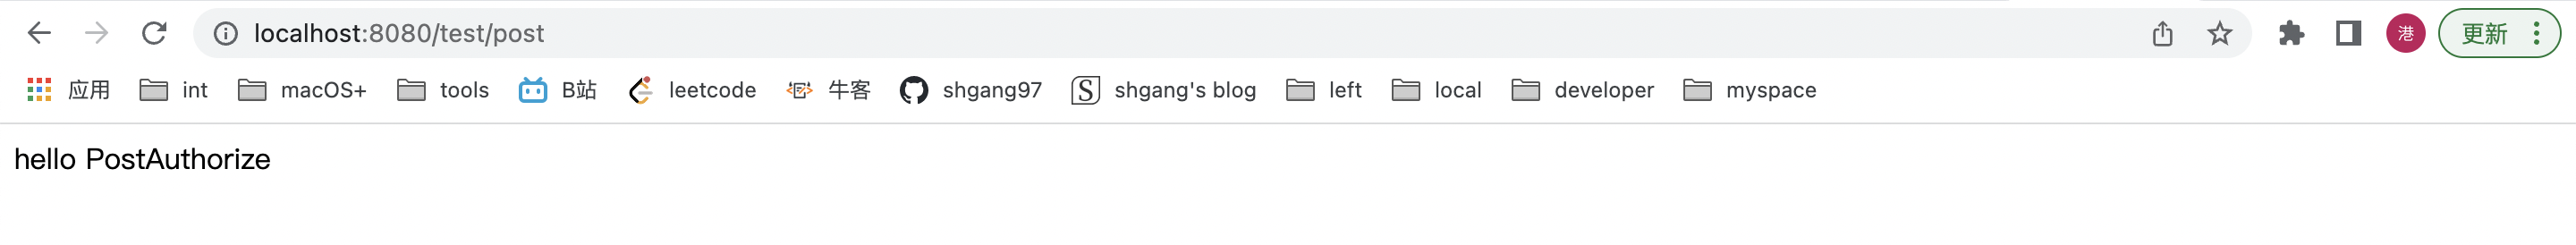 localhost:8080/test/post
港
更新
应用 int macOS+ tools B站 leetcode 牛客 shgang97 S shgang's blog left local developer myspace
hello PostAuthorize